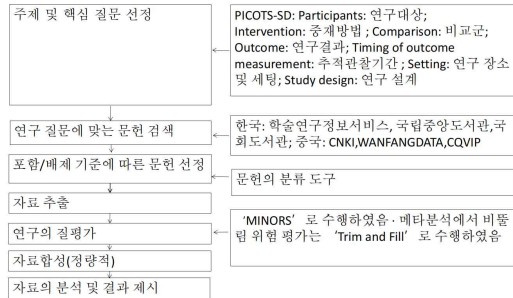 주제 및 핵심 질문 선정
PICOTS-SD: Participants: 연구대상;
Intervention: 중재방법 ; Comparison: 비교군;
Outcome: 연구결과; Timing of outcome
measurement: 추적관찰기간 ; Setting: 연구 장소
및 세팅; Study design: 연구 설계
연구 질문에 맞는 문헌 검색
한국: 학술연구정보서비스, 국립중앙도서관,국
회도서관; 중국: CNKI,WANFANGDATA,CQVIP
포함/배제 기준에 따른 문헌 선정
문헌의 분류 도구
자료 추출
연구의 질평가
‘MINORS’로 수행하였음 · 메타분석에서 비뚤
림 위험 평가는 ‘Trim and Fill’로 수행하였음
자료합성(정량적)
자료의 분석 및 결과 제시